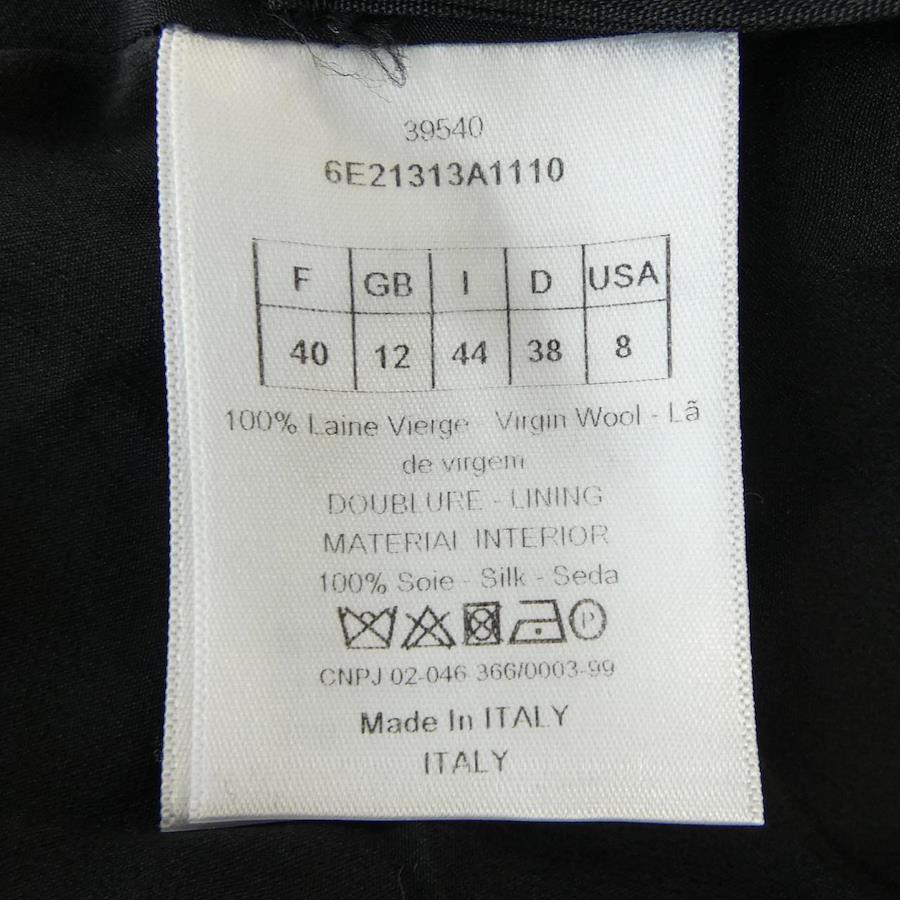 39540
6E21313A1110
F GB I D USA
40 12 44 38 8
100% Laine Vierge - Virgin Wool - Lã
de virgem
DOUBLURE - LINING
MATERIAL INTERIOR
100% Soie - Silk - Seda
P
CNPJ 02-046 366/0003-99
Made In ITALY
ITALY